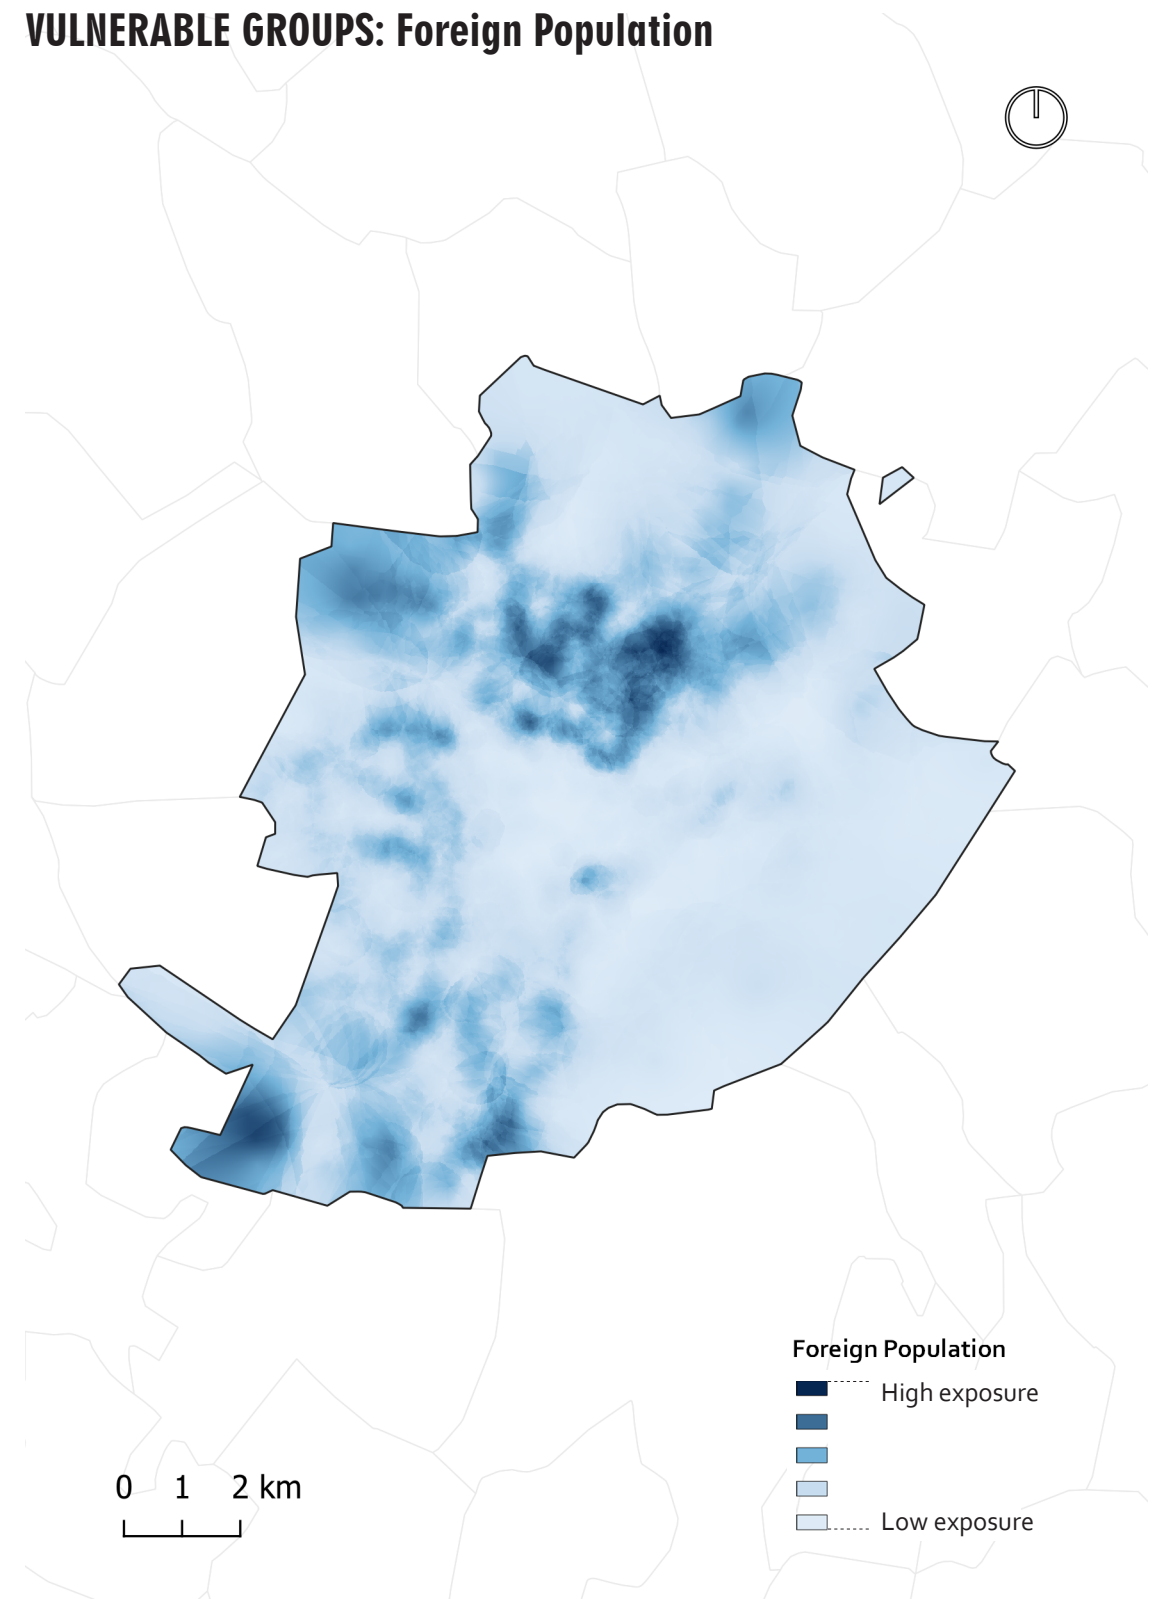 VULNERABLE GROUPS: Foreign Population
Foreign Population
High exposure
Low exposure
0 1 2 km